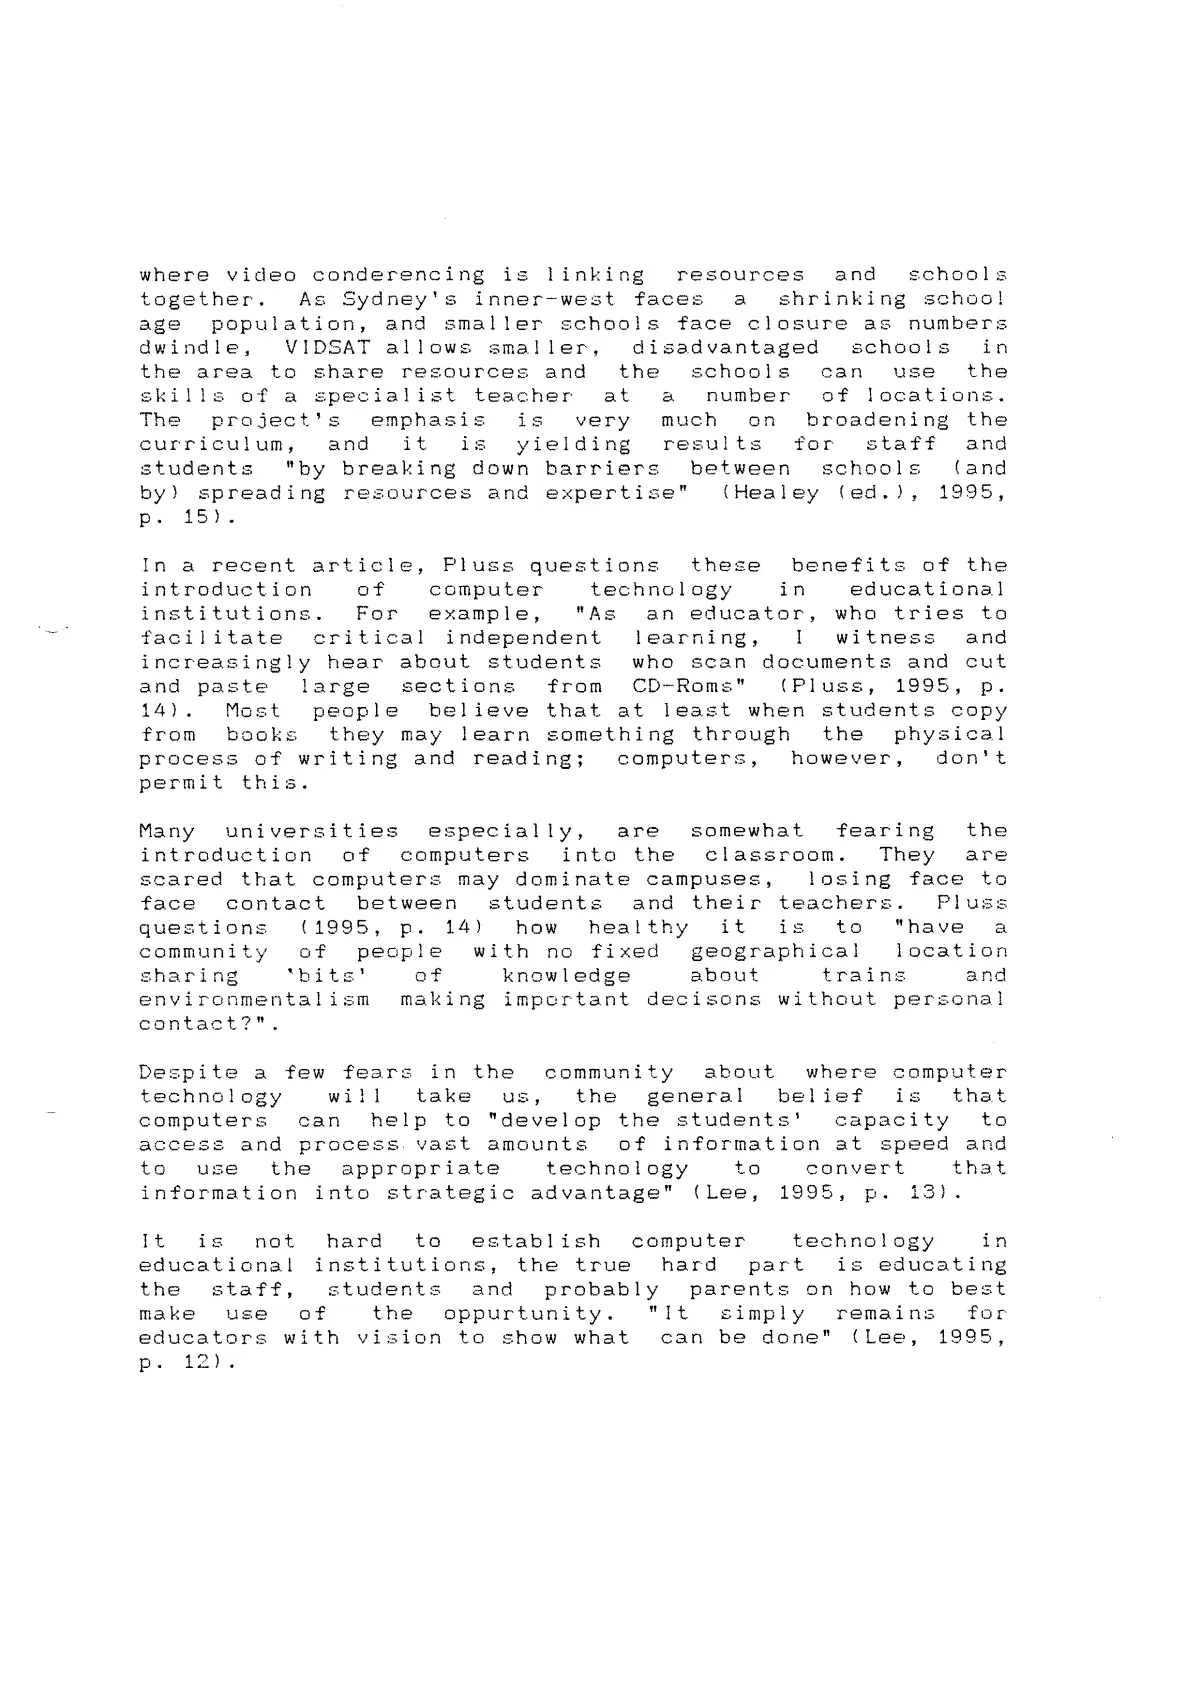 where video conderencing is linking resources and schools
together. As Sydney's inner-west faces a shrinking school
age population, and smaller schools face closure as numbers
dwindle, VIDSAT allows smaller, disadvantaged schools in
the area to share resources and the schools can use the
skills of a specialist teacher at a number of locations.
The project's emphasis is very much on broadening the
curriculum, and it is yielding results for staff and
students "by breaking down barriers between schools (and
by) spreading resources and expertise" (Healey (ed.), 1995,
p. 15).

In a recent article, Pluss questions these benefits of the
introduction of computer technology in educational
institutions. For example, "As an educator, who tries to
facilitate critical independent learning, I witness and
increasingly hear about students who scan documents and cut
and paste large sections from CD-Roms" (Pluss, 1995, p.
14). Most people believe that at least when students copy
from books they may learn something through the physical
process of writing and reading; computers, however, don't
permit this.

Many universities especially, are somewhat fearing the
introduction of computers into the classroom. They are
scared that computers may dominate campuses, losing face to
face contact between students and their teachers. Pluss
questions (1995, p. 14) how healthy it is to "have a
community of people with no fixed geographical location
sharing 'bits' of knowledge about trains and
environmentalism making important decisons without personal
contact?".

Despite a few fears in the community about where computer
technology will take us, the general belief is that
computers can help to "develop the students' capacity to
access and process vast amounts of information at speed and
to use the appropriate technology to convert that
information into strategic advantage" (Lee, 1995, p. 13).

It is not hard to establish computer technology in
educational institutions, the true hard part is educating
the staff, students and probably parents on how to best
make use of the oppurtunity. "It simply remains for
educators with vision to show what can be done" (Lee, 1995,
p. 12).